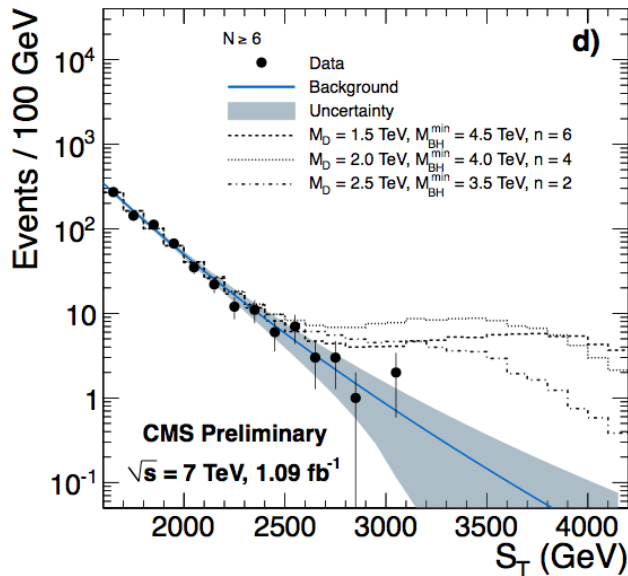 d)
N ≥ 6
Data
Background
Uncertainty
M_D = 1.5 TeV, M_BH^min = 4.5 TeV, n = 6
M_D = 2.0 TeV, M_BH^min = 4.0 TeV, n = 4
M_D = 2.5 TeV, M_BH^min = 3.5 TeV, n = 2
Events / 100 GeV
10^4
10^3
10^2
10
1
10^-1
CMS Preliminary
√s = 7 TeV, 1.09 fb^-1
2000 2500 3000 3500 4000
S_T (GeV)